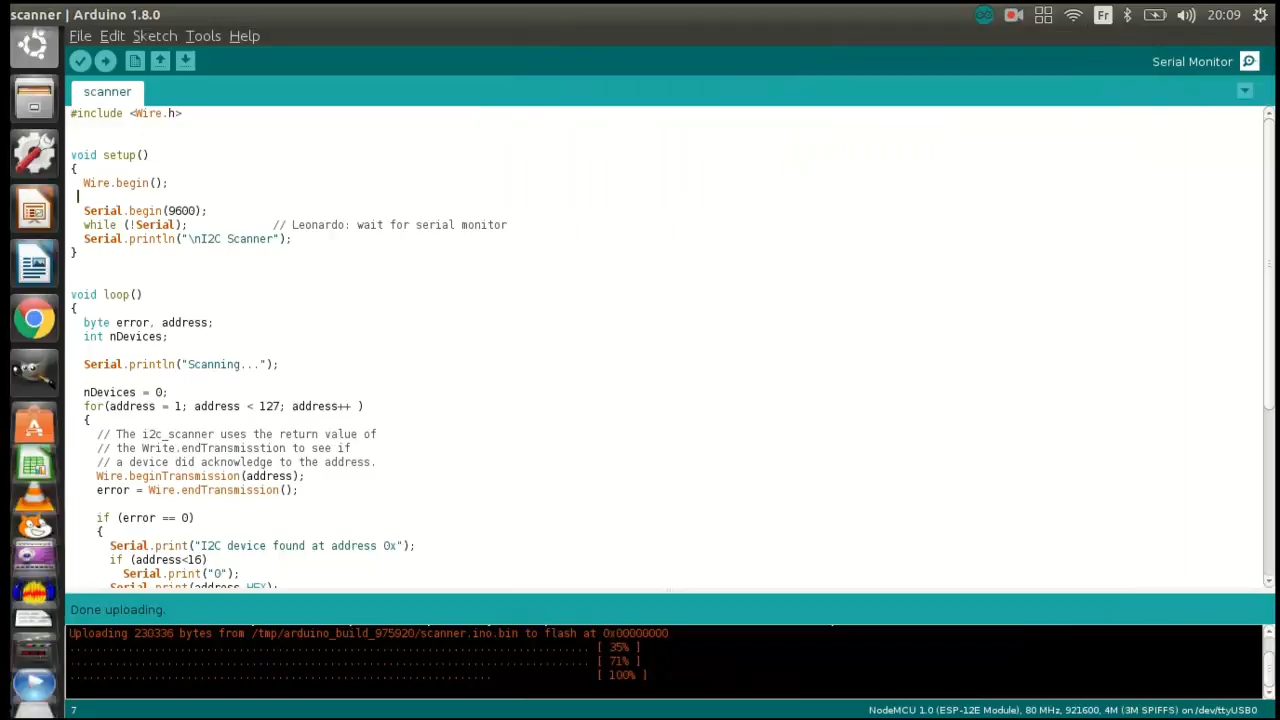 scanner | Arduino 1.8.0
Fr
20:09
File Edit Sketch Tools Help
Serial Monitor
scanner
#include <Wire.h>
void setup()
{
Wire.begin();
Serial.begin(9600);
while (!Serial); // Leonardo: wait for serial monitor
Serial.println("\nI2C Scanner");
}
void loop()
{
byte error, address;
int nDevices;
Serial.println("Scanning...");
nDevices = 0;
for(address = 1; address < 127; address++ )
{
// The i2c_scanner uses the return value of
// the Write.endTransmisstion to see if
// a device did acknowledge to the address.
Wire.beginTransmission(address);
error = Wire.endTransmission();
if (error == 0)
{
Serial.print("I2C device found at address 0x");
if (address<16)
Serial.print("0");
Serial.print(address,HEX);
Done uploading.
Uploading 230336 bytes from /tmp/arduino_build_975920/scanner.ino.bin to flash at 0x00000000
................................................................................ [ 35% ]
................................................................................ [ 71% ]
................................................................. [ 100% ]
7
NodeMCU 1.0 (ESP-12E Module), 80 MHz, 921600, 4M (3M SPIFFS) on /dev/ttyUSB0